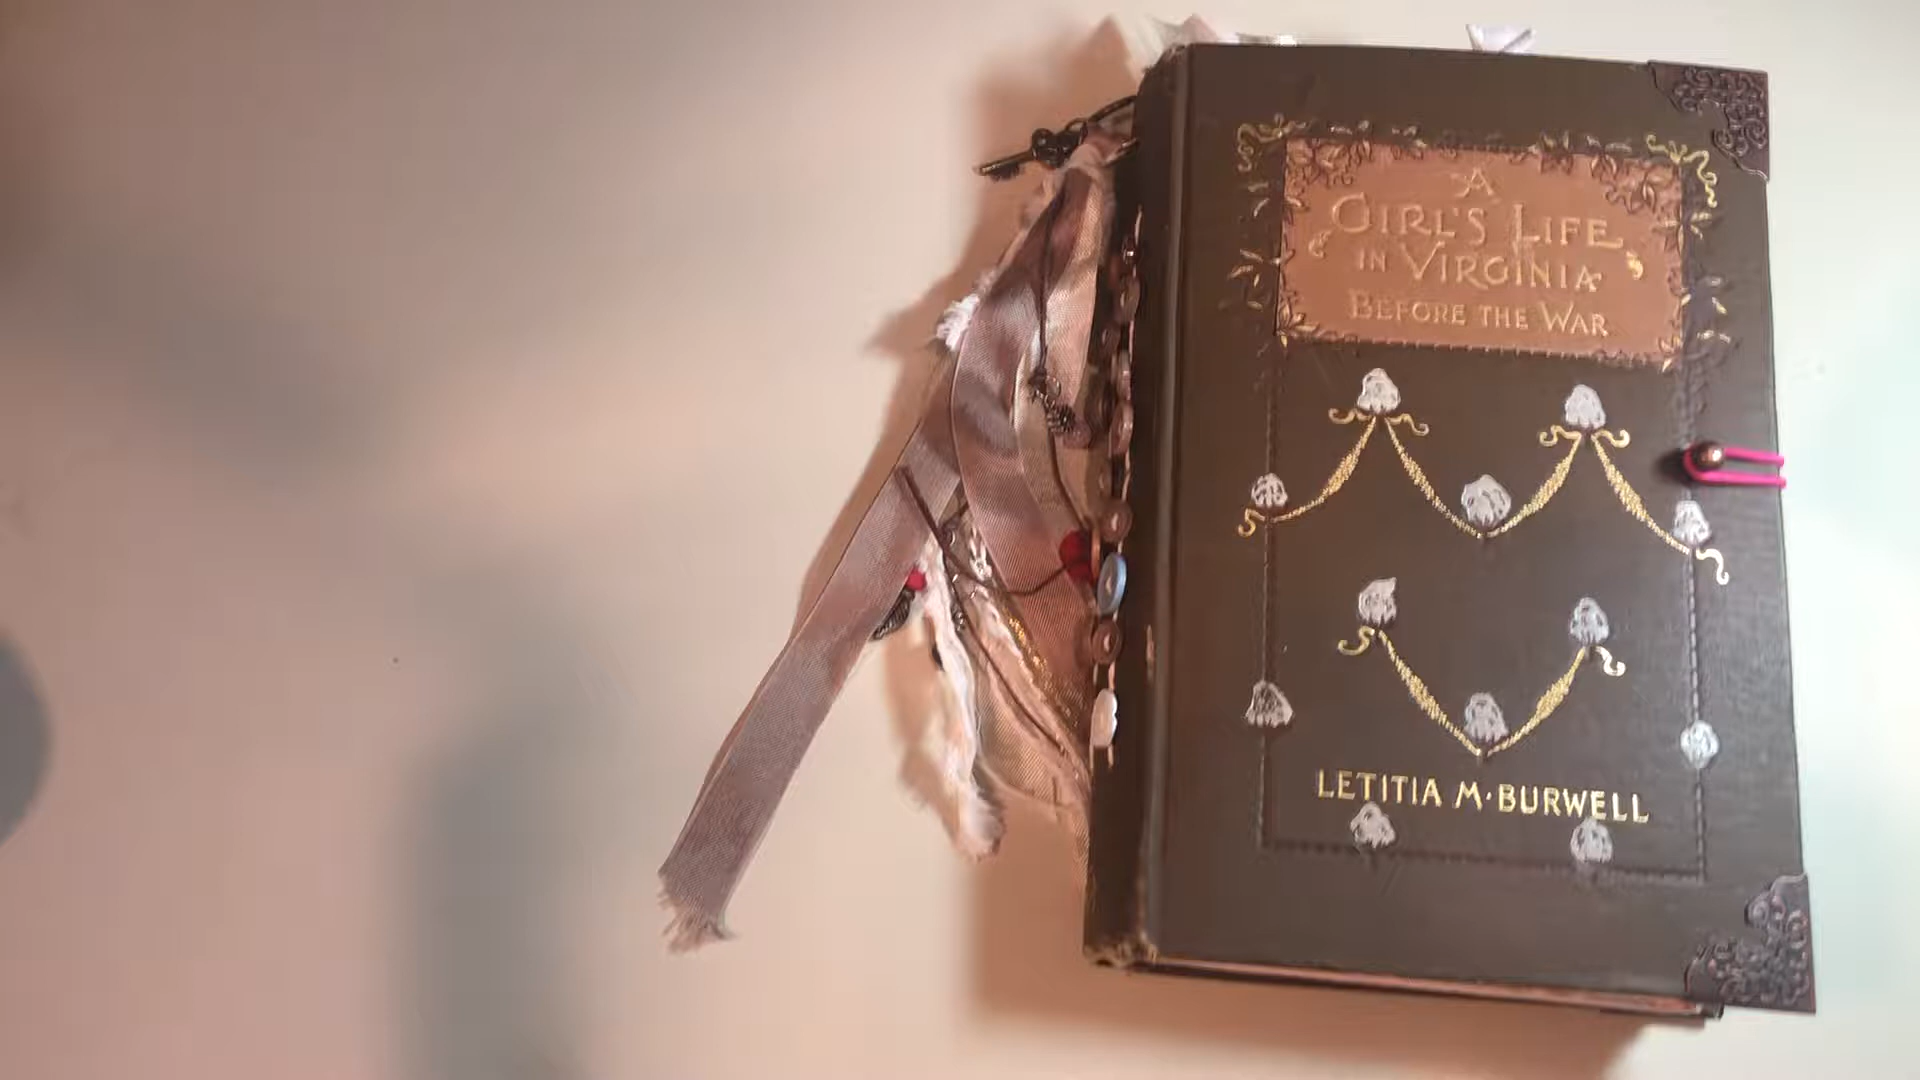 A
GIRL'S LIFE
IN VIRGINIA
BEFORE THE WAR
LETITIA M. BURWELL